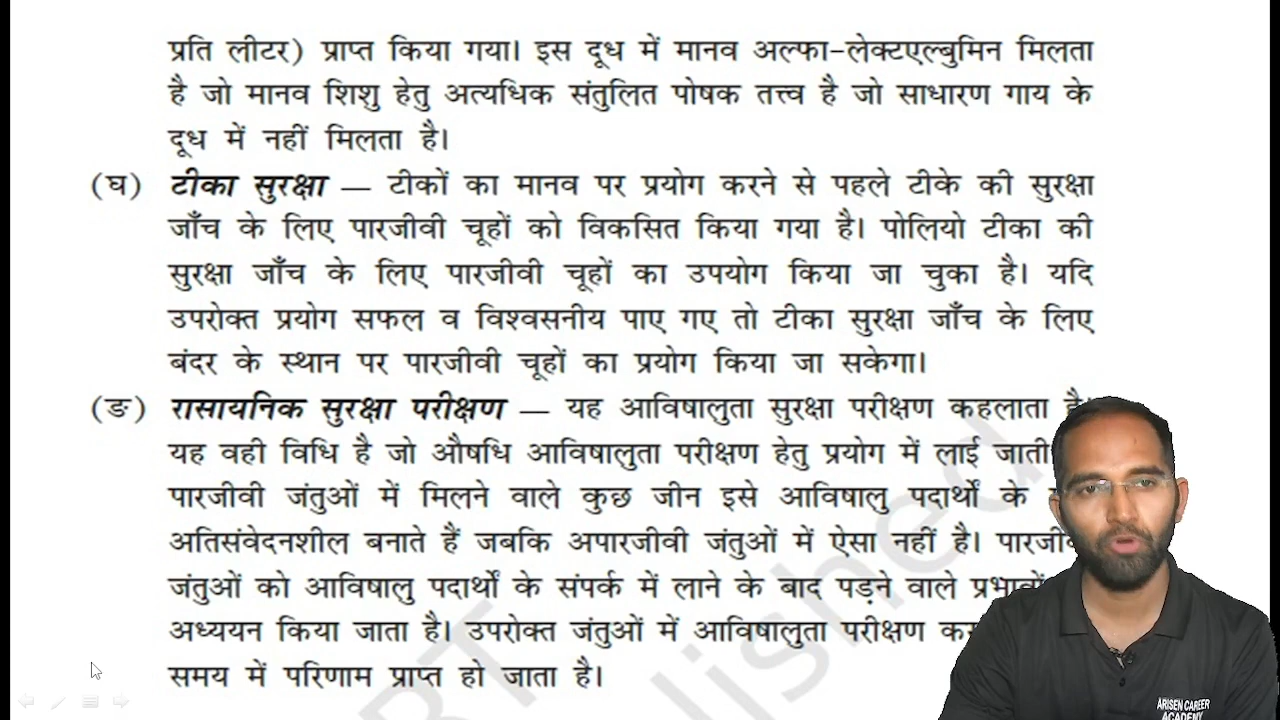 प्रति लीटर) प्राप्त किया गया। इस दूध में मानव अल्फा-लेक्टएल्बुमिन मिलता
है जो मानव शिशु हेतु अत्यधिक संतुलित पोषक तत्त्व है जो साधारण गाय के
दूध में नहीं मिलता है।
(घ) टीका सुरक्षा — टीकों का मानव पर प्रयोग करने से पहले टीके की सुरक्षा
जाँच के लिए पारजीवी चूहों को विकसित किया गया है। पोलियो टीका की
सुरक्षा जाँच के लिए पारजीवी चूहों का उपयोग किया जा चुका है। यदि
उपरोक्त प्रयोग सफल व विश्वसनीय पाए गए तो टीका सुरक्षा जाँच के लिए
बंदर के स्थान पर पारजीवी चूहों का प्रयोग किया जा सकेगा।
(ङ) रासायनिक सुरक्षा परीक्षण — यह आविषालुता सुरक्षा परीक्षण कहलाता है।
यह वही विधि है जो औषधि आविषालुता परीक्षण हेतु प्रयोग में लाई जाती
पारजीवी जंतुओं में मिलने वाले कुछ जीन इसे आविषालु पदार्थों के
अतिसंवेदनशील बनाते हैं जबकि अपारजीवी जंतुओं में ऐसा नहीं है।
जंतुओं को आविषालु पदार्थों के संपर्क में लाने के बाद पड़ने वाले
अध्ययन किया जाता है। उपरोक्त जंतुओं में आविषालुता परीक्षण
समय में परिणाम प्राप्त हो जाता है।
ARISEN CAREER
ACADEMY